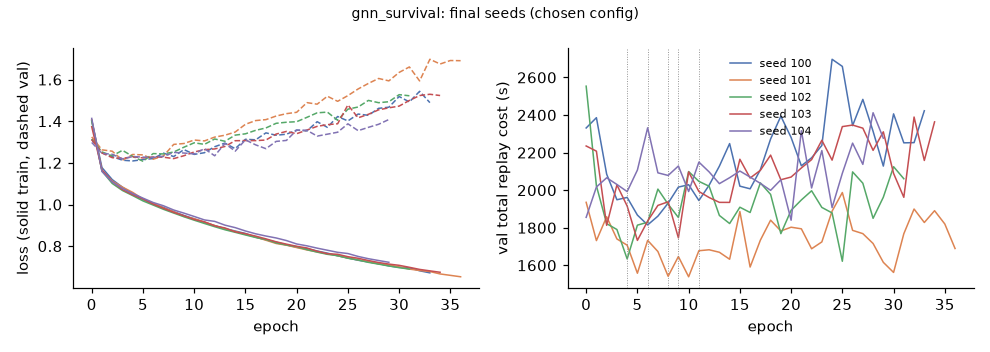 gnn_survival: final seeds (chosen config)
loss (solid train, dashed val)
1.6
1.4
1.2
1.0
0.8
0 5 10 15 20 25 30 35
epoch
val total replay cost (s)
2600
2400
2200
2000
1800
1600
seed 100
seed 101
seed 102
seed 103
seed 104
0 5 10 15 20 25 30 35
epoch